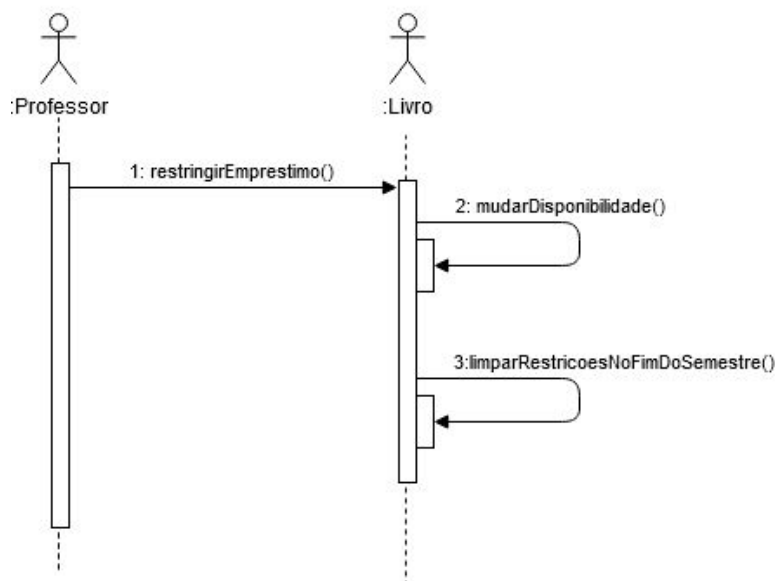 :Professor
:Livro
1: restringirEmprestimo()
2: mudarDisponibilidade()
3:limparRestricoesNoFimDoSemestre()